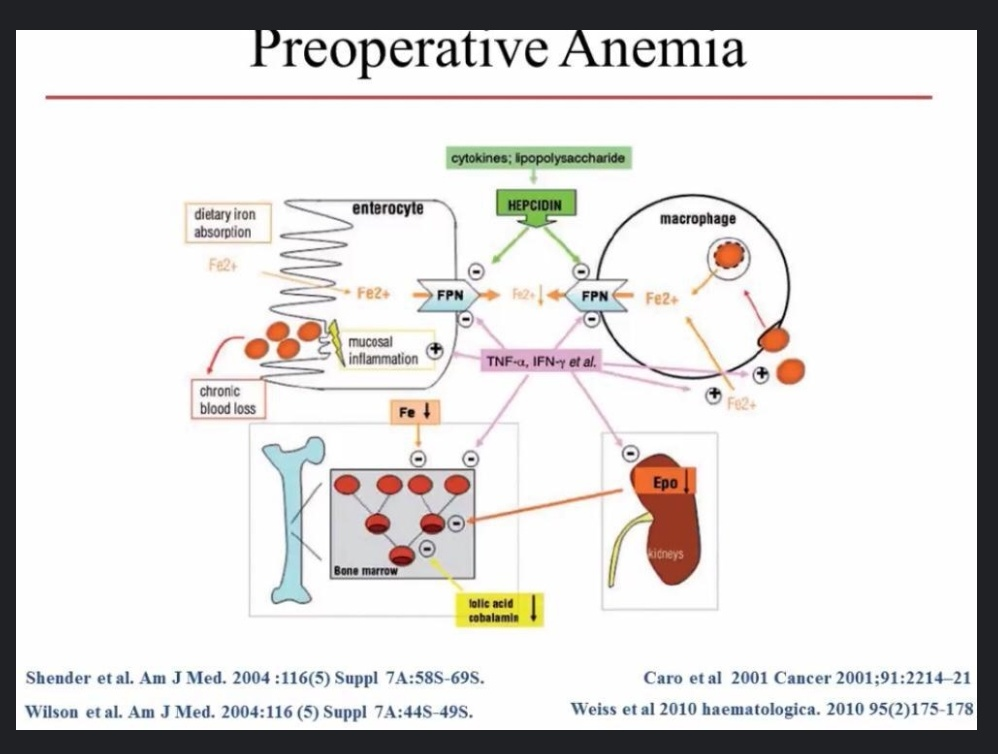 Preoperative Anemia
cytokines; lipopolysaccharide
HEPCIDIN
dietary iron
absorption
enterocyte
macrophage
Fe2+
Fe2+
FPN
Fe2+
FPN
Fe2+
mucosal
inflammation
TNF-α, IFN-γ et al.
chronic
blood loss
Fe2+
Fe
Epo
kidneys
Bone marrow
folic acid
cobalamin
Shender et al. Am J Med. 2004 :116(5) Suppl 7A:58S-69S.
Caro et al 2001 Cancer 2001;91:2214–21
Wilson et al. Am J Med. 2004:116 (5) Suppl 7A:44S-49S.
Weiss et al 2010 haematologica. 2010 95(2)175-178